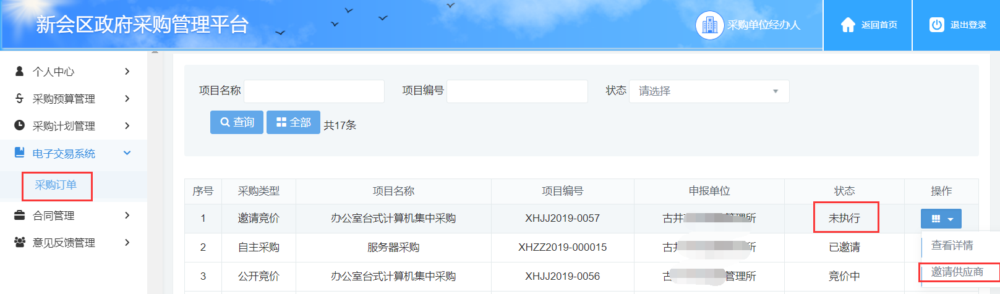 新会区政府采购管理平台
采购单位经办人
返回首页
退出登录
个人中心
采购预算管理
采购计划管理
电子交易系统
采购订单
合同管理
意见反馈管理
项目名称 项目编号 状态 请选择
查询 全部 共17条
序号 采购类型 项目名称 项目编号 申报单位 状态 操作
1 邀请竞价 办公室台式计算机集中采购 XHJJ2019-0057 古井 管理所 未执行
2 自主采购 服务器采购 XHZZ2019-000015 古 所 已邀请
3 公开竞价 办公室台式计算机集中采购 XHJJ2019-0056 古 管理所 竞价中
查看详情
邀请供应商